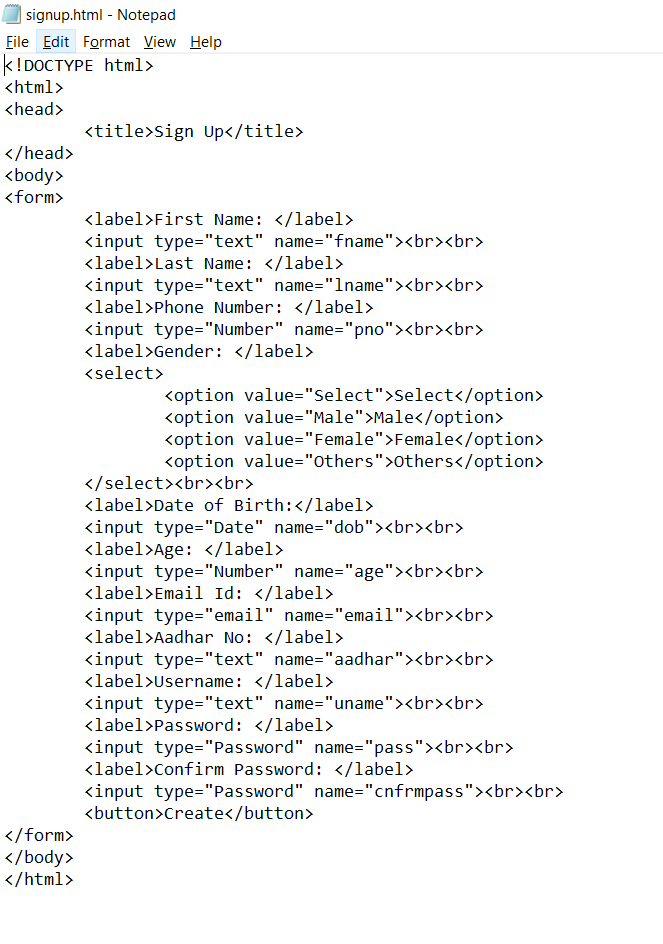 signup.html - Notepad
File Edit Format View Help
<!DOCTYPE html>
<html>
<head>
	<title>Sign Up</title>
</head>
<body>
<form>
	<label>First Name: </label>
	<input type="text" name="fname"><br><br>
	<label>Last Name: </label>
	<input type="text" name="lname"><br><br>
	<label>Phone Number: </label>
	<input type="Number" name="pno"><br><br>
	<label>Gender: </label>
	<select>
		<option value="Select">Select</option>
		<option value="Male">Male</option>
		<option value="Female">Female</option>
		<option value="Others">Others</option>
	</select><br><br>
	<label>Date of Birth:</label>
	<input type="Date" name="dob"><br><br>
	<label>Age: </label>
	<input type="Number" name="age"><br><br>
	<label>Email Id: </label>
	<input type="email" name="email"><br><br>
	<label>Aadhar No: </label>
	<input type="text" name="aadhar"><br><br>
	<label>Username: </label>
	<input type="text" name="uname"><br><br>
	<label>Password: </label>
	<input type="Password" name="pass"><br><br>
	<label>Confirm Password: </label>
	<input type="Password" name="cnfrmpass"><br><br>
	<button>Create</button>
</form>
</body>
</html>